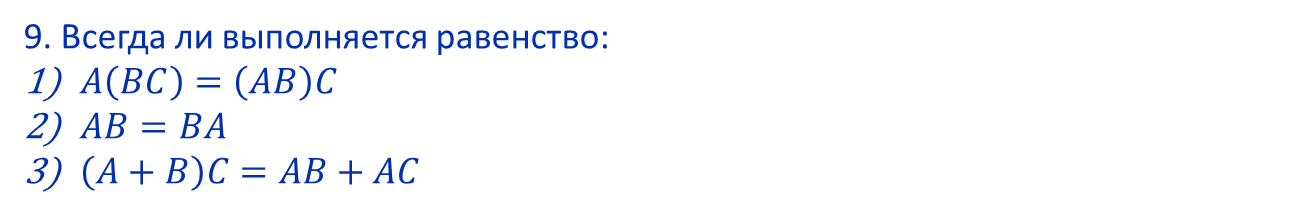 9. Всегда ли выполняется равенство:
1) A(BC) = (AB)C
2) AB = BA
3) (A + B)C = AB + AC